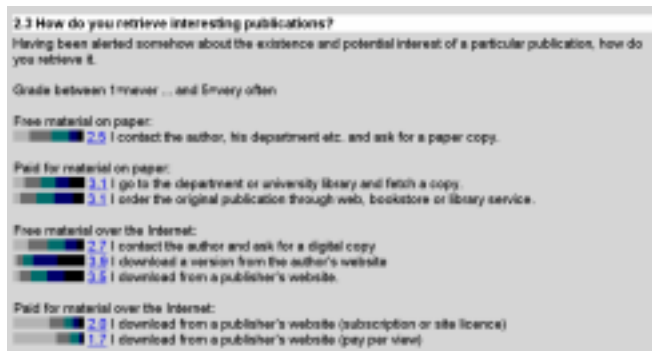 2.3 How do you retrieve interesting publications?
Having been alerted somehow about the existence and potential interest of a particular publication, how do
you retrieve it.
Grade between 1=never ... and 5=very often
Free material on paper:
2.5 I contact the author, his department etc. and ask for a paper copy.
Paid for material on paper:
3.1 I go to the department or university library and fetch a copy.
3.1 I order the original publication through web, bookstore or library service.
Free material over the Internet:
2.7 I contact the author and ask for a digital copy
3.9 I download a version from the author's website
3.5 I download from a publisher's website.
Paid for material over the Internet:
2.0 I download from a publisher's website (subscription or site licence)
1.7 I download from a publisher's website (pay per view)